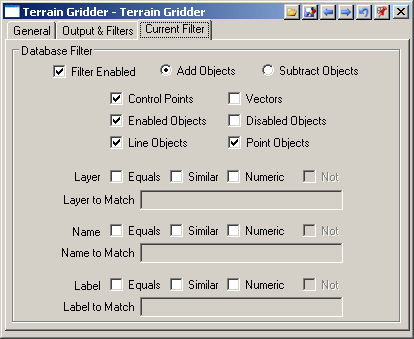 Terrain Gridder - Terrain Gridder
General Output & Filters Current Filter
Database Filter
Filter Enabled Add Objects Subtract Objects
Control Points Vectors
Enabled Objects Disabled Objects
Line Objects Point Objects
Layer Equals Similar Numeric Not
Layer to Match
Name Equals Similar Numeric Not
Name to Match
Label Equals Similar Numeric Not
Label to Match